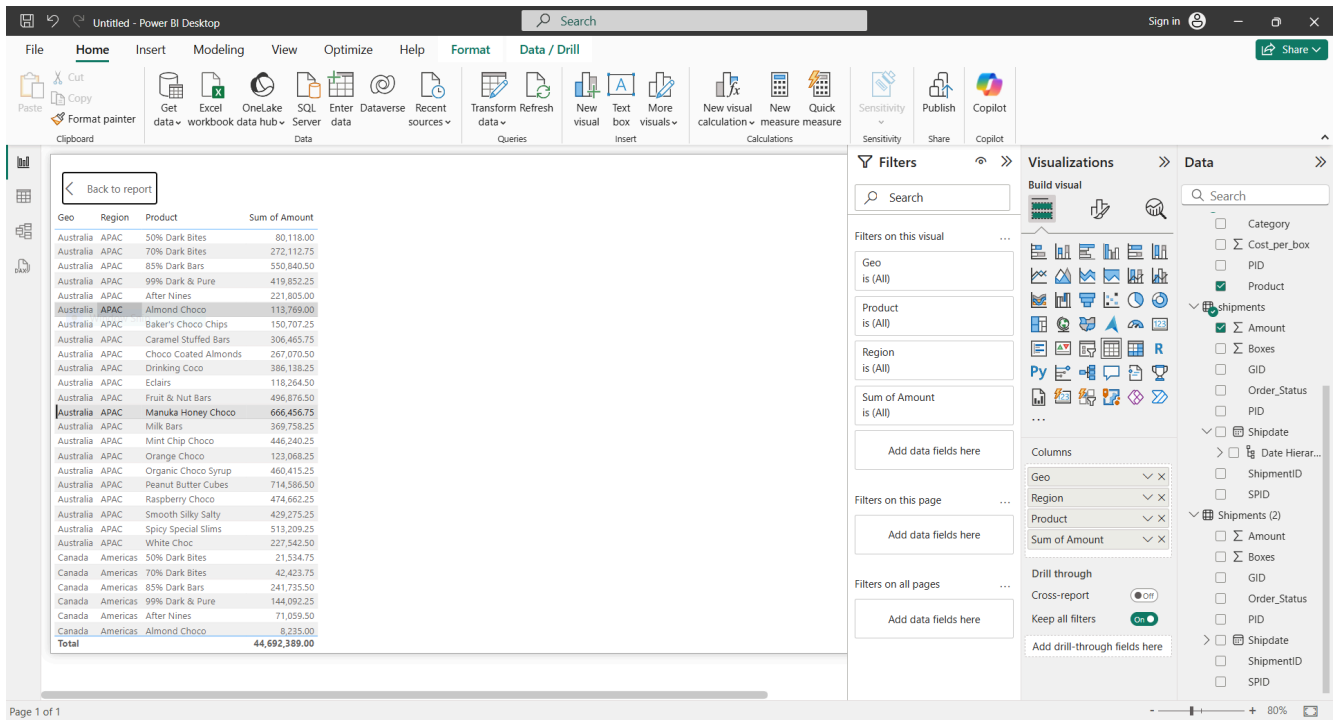 Untitled - Power BI Desktop
Search
Sign in
File Home Insert Modeling View Optimize Help Format Data / Drill
Share
Paste
Cut
Copy
Format painter
Clipboard
Get data
Excel workbook
OneLake data hub
SQL Server
Enter data
Dataverse
Recent sources
Data
Transform data
Refresh
Queries
New visual
Text box
More visuals
Insert
New visual calculation
New measure
Quick measure
Calculations
Sensitivity
Sensitivity
Publish
Share
Copilot
Copilot
Back to report
Geo Region Product Sum of Amount
Australia APAC 50% Dark Bites 80,118.00
Australia APAC 70% Dark Bites 272,112.75
Australia APAC 85% Dark Bars 550,840.50
Australia APAC 99% Dark & Pure 419,852.25
Australia APAC After Nines 221,805.00
Australia APAC Almond Choco 113,769.00
Australia APAC Baker's Choco Chips 150,707.25
Australia APAC Caramel Stuffed Bars 306,465.75
Australia APAC Choco Coated Almonds 267,070.50
Australia APAC Drinking Coco 386,138.25
Australia APAC Eclairs 118,264.50
Australia APAC Fruit & Nut Bars 496,876.50
Australia APAC Manuka Honey Choco 666,456.75
Australia APAC Milk Bars 369,758.25
Australia APAC Mint Chip Choco 446,240.25
Australia APAC Orange Choco 123,068.25
Australia APAC Organic Choco Syrup 460,415.25
Australia APAC Peanut Butter Cubes 714,586.50
Australia APAC Raspberry Choco 474,662.25
Australia APAC Smooth Silky Salty 429,275.25
Australia APAC Spicy Special Slims 513,209.25
Australia APAC White Choc 227,542.50
Canada Americas 50% Dark Bites 21,534.75
Canada Americas 70% Dark Bites 42,423.75
Canada Americas 85% Dark Bars 241,735.50
Canada Americas 99% Dark & Pure 144,092.25
Canada Americas After Nines 71,059.50
Canada Americas Almond Choco 8,235.00
Total 44,692,389.00
Filters
Search
Filters on this visual ...
Geo
is (All)
Product
is (All)
Region
is (All)
Sum of Amount
is (All)
Add data fields here
Filters on this page ...
Add data fields here
Filters on all pages ...
Add data fields here
Visualizations
Build visual
123
R
Py
...
Columns
Geo
Region
Product
Sum of Amount
Drill through
Cross-report Off
Keep all filters On
Add drill-through fields here
Data
Search
Category
Σ Cost_per_box
PID
Product
shipments
Σ Amount
Σ Boxes
GID
Order_Status
PID
Shipdate
Date Hierar...
ShipmentID
SPID
Shipments (2)
Σ Amount
Σ Boxes
GID
Order_Status
PID
Shipdate
ShipmentID
SPID
Page 1 of 1
- + 80%